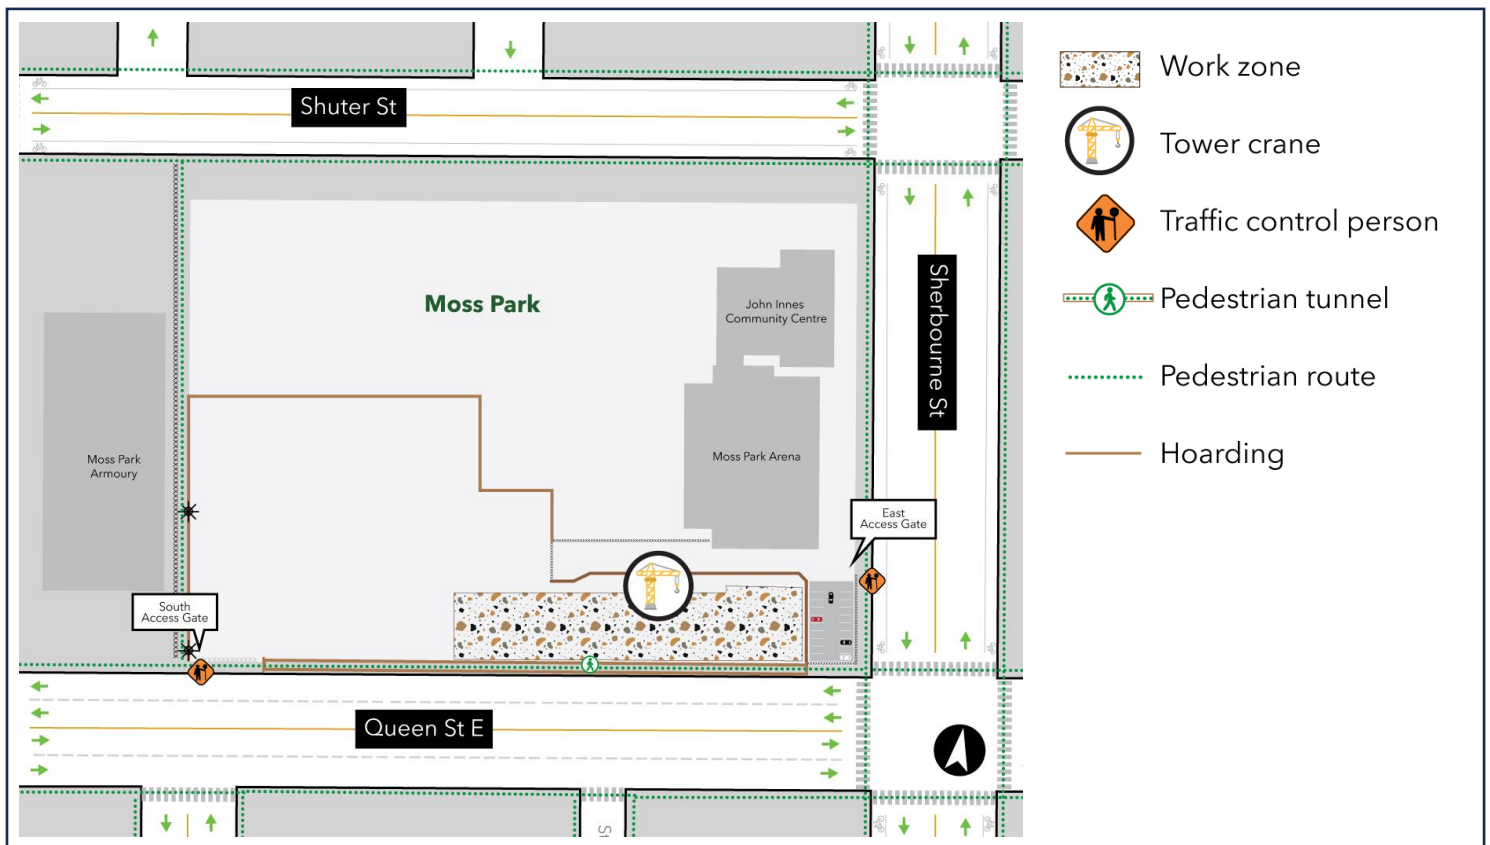 Shuter St
Moss Park
John Innes
Community Centre
Sherbourne St
Moss Park
Armoury
Moss Park Arena
East
Access Gate
South
Access Gate
Queen St E
Work zone
Tower crane
Traffic control person
Pedestrian tunnel
Pedestrian route
Hoarding